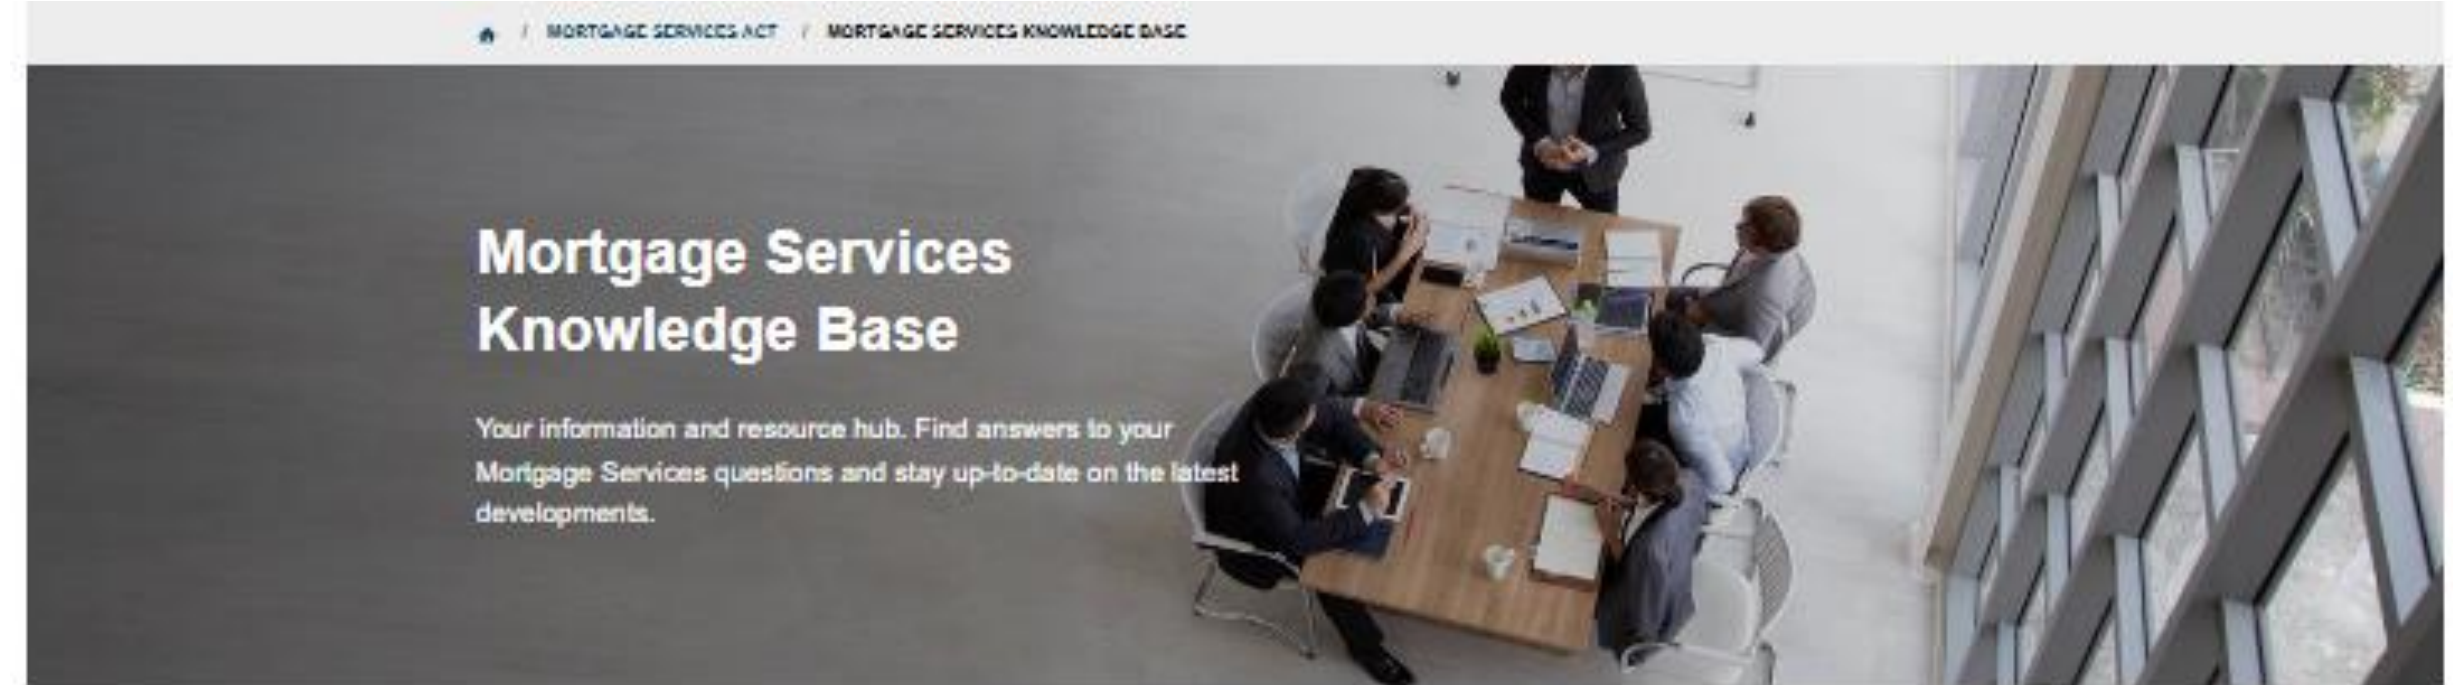 / MORTGAGE SERVICES ACT / MORTGAGE SERVICES KNOWLEDGE BASE
Mortgage Services
Knowledge Base
Your information and resource hub. Find answers to your
Mortgage Services questions and stay up-to-date on the latest
developments.